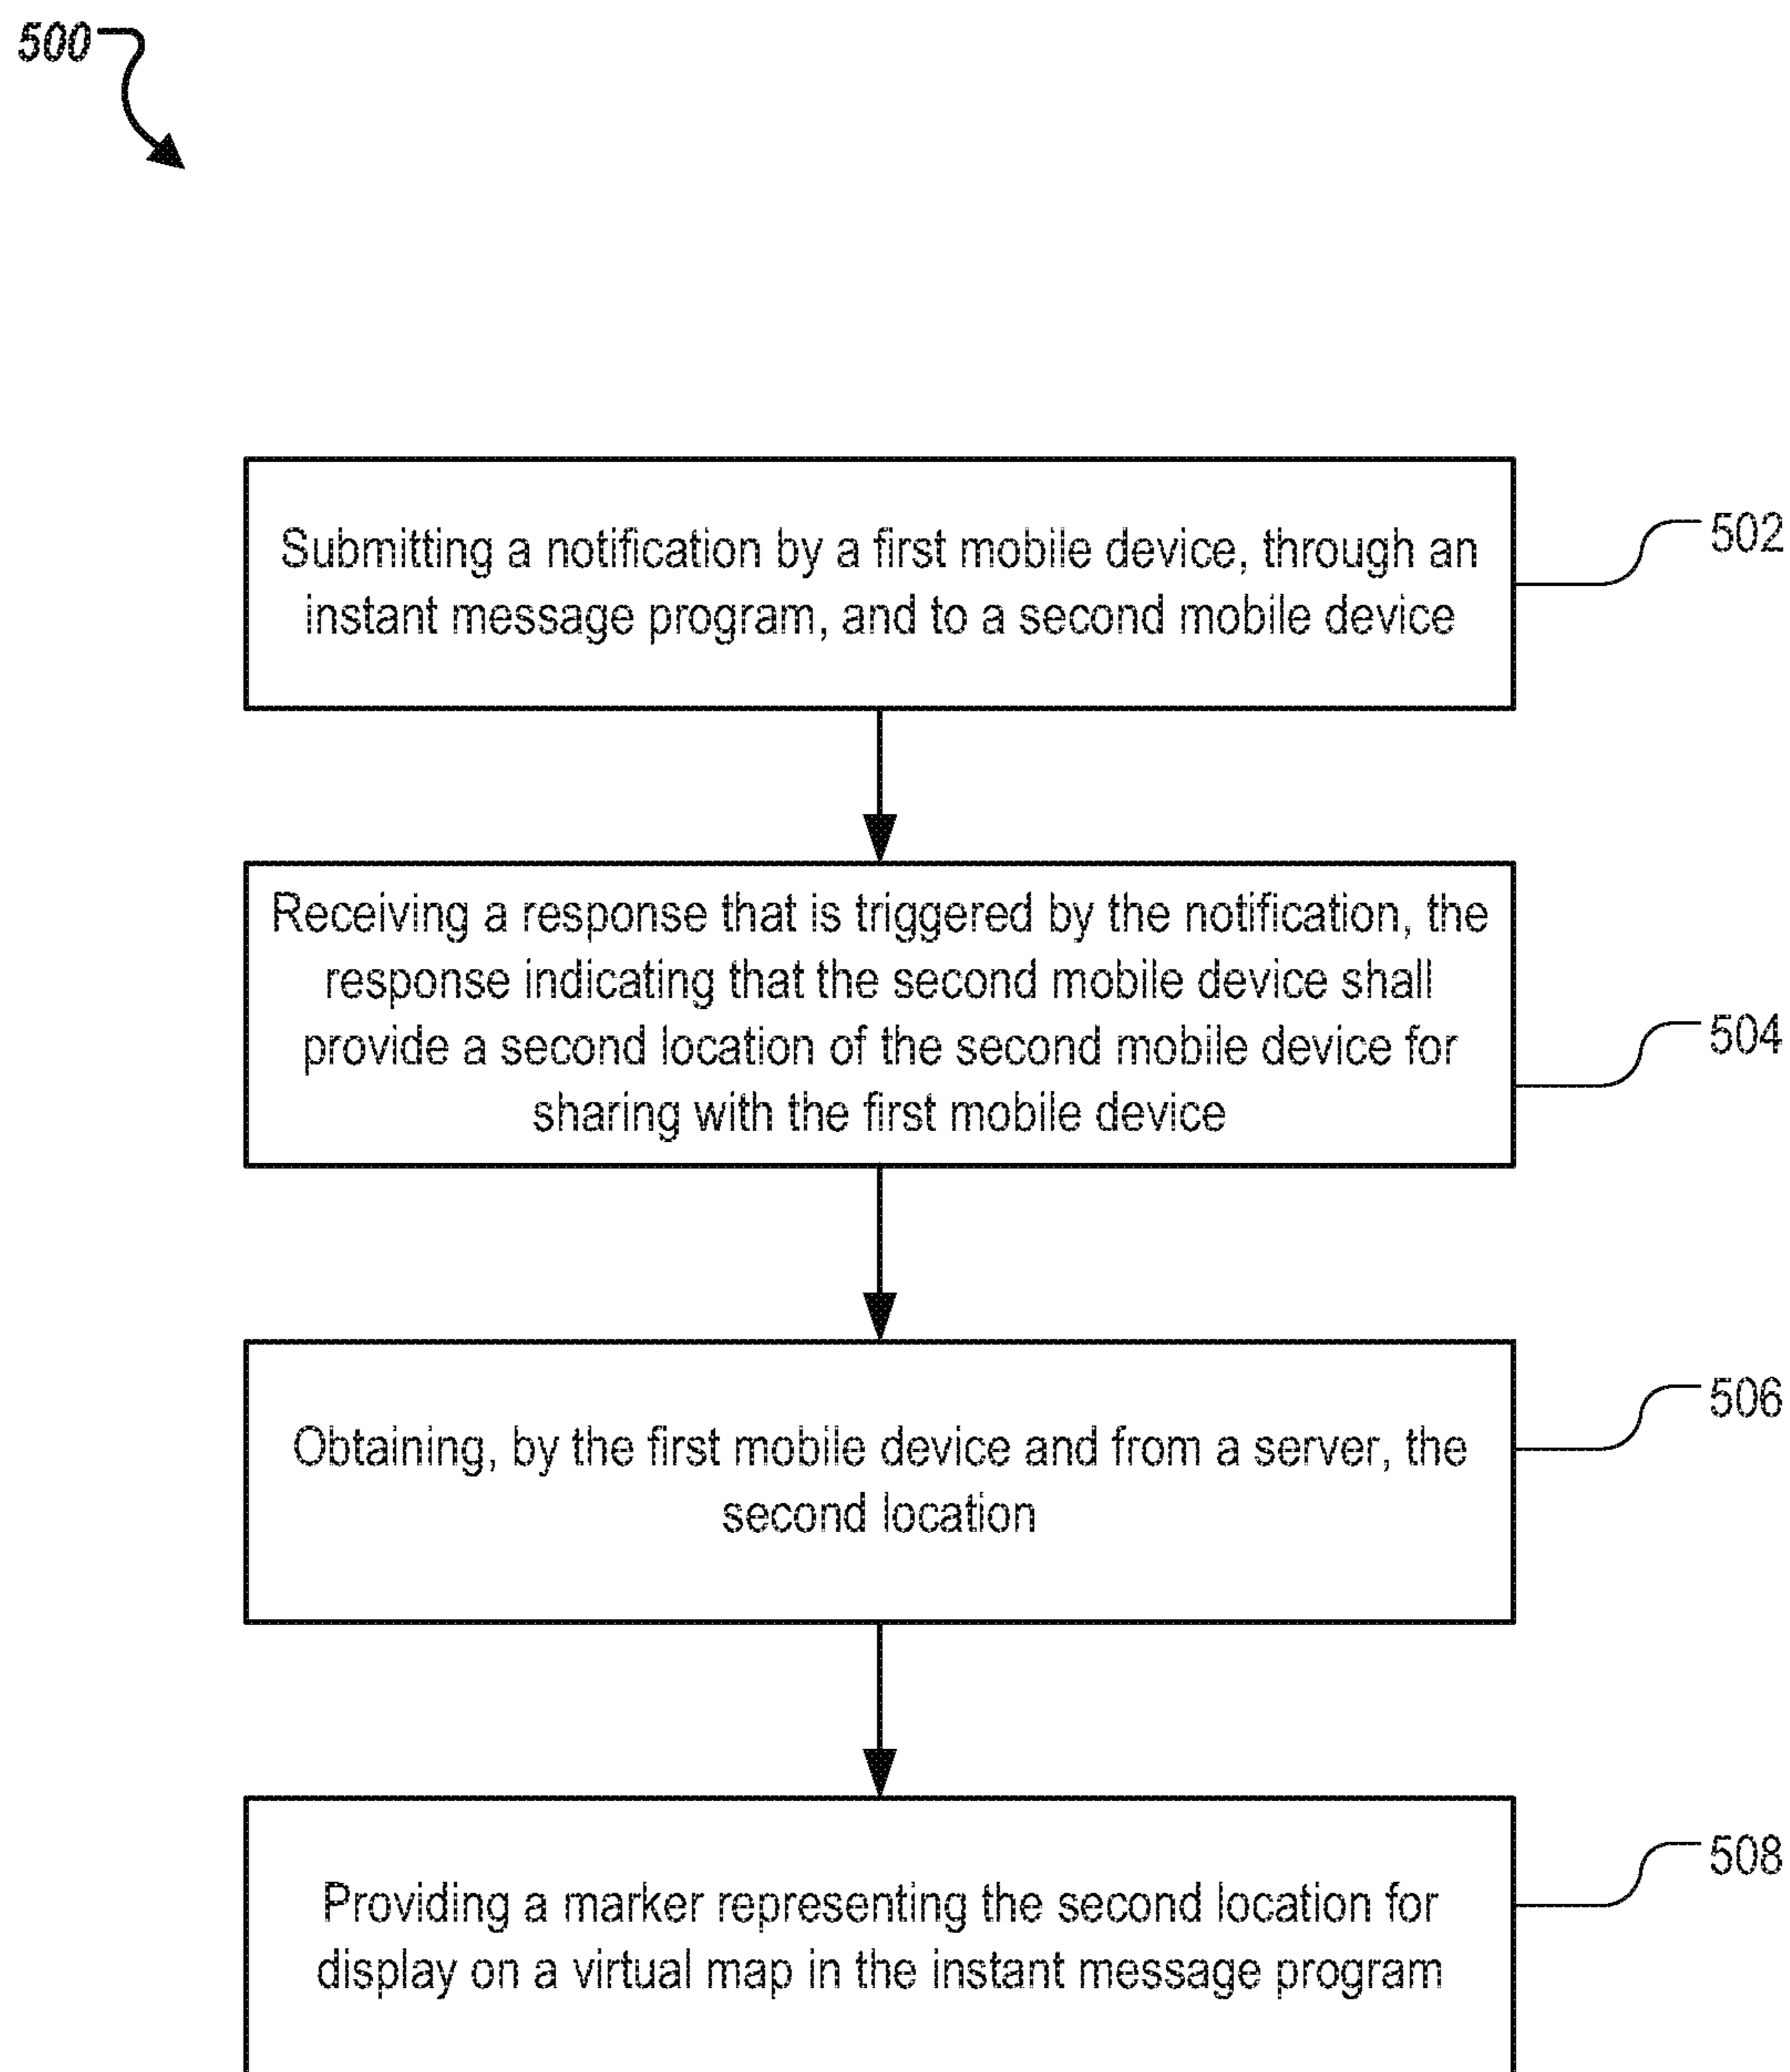 500
Submitting a notification by a first mobile device, through an
instant message program, and to a second mobile device
502
Receiving a response that is triggered by the notification, the
response indicating that the second mobile device shall
provide a second location of the second mobile device for
sharing with the first mobile device
504
Obtaining, by the first mobile device and from a server, the
second location
506
Providing a marker representing the second location for
display on a virtual map in the instant message program
508